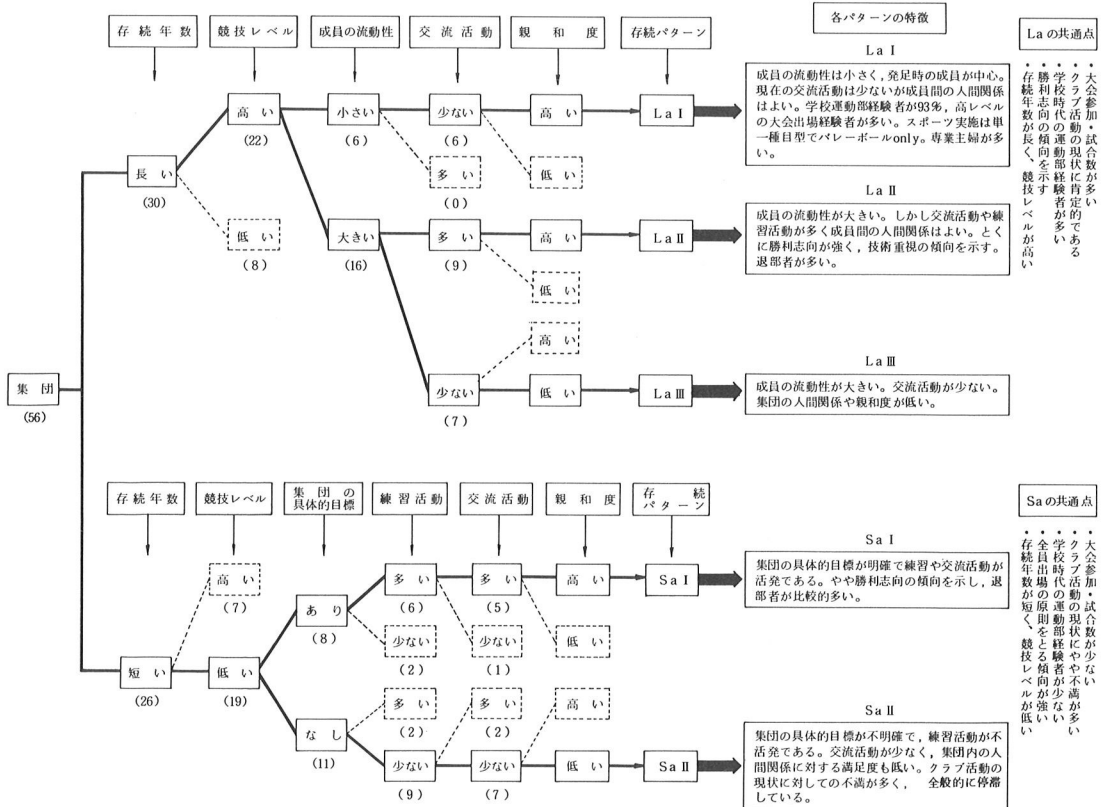 各パターンの特徴
存続年数
競技レベル
成員の流動性
交流活動
親和度
存続パターン
LaⅠ
成員の流動性は小さく，発足時の成員が中心。
現在の交流活動は少ないが成員間の人間関係
はよい。学校運動部経験者が93%，高レベル
の大会出場経験者が多い。スポーツ実施は単
一種目型でバレーボールonly。専業主婦が多
い。
Laの共通点
・大会参加・試合数が多い
・クラブ活動の現状に肯定的である
・学校時代の運動部経験者が多い
・勝利志向の傾向を示す
・存続年数が長く、競技レベルが高い
高い
小さい
少ない
高い
LaⅠ
(22)
(6)
(6)
長い
(30)
多い
低い
(0)
LaⅡ
成員の流動性が大きい。しかし交流活動や練
習活動が多く成員間の人間関係はよい。とく
に勝利志向が強く，技術重視の傾向を示す。
退部者が多い。
低い
大きい
多い
高い
LaⅡ
(8)
(16)
(9)
低い
高い
LaⅢ
成員の流動性が大きい。交流活動が少ない。
集団の人間関係や親和度が低い。
集団
(56)
少ない
低い
LaⅢ
(7)
存続年数
競技レベル
集団の
具体的目標
練習活動
交流活動
親和度
存続
パターン
Saの共通点
・大会参加・試合数が少ない
・クラブ活動の現状にやや不満が多い
・学校時代の運動部経験者が少ない
・全員出場の原則をとる傾向が強い
・存続年数が短く、競技レベルが低い
SaⅠ
集団の具体的目標が明確で練習や交流活動が
活発である。やや勝利志向の傾向を示し，退
部者が比較的多い。
高い
(7)
多い
多い
高い
SaⅠ
(6)
(5)
あり
(8)
少ない
少ない
低い
(2)
(1)
短い
低い
(26)
(19)
多い
多い
高い
(2)
(2)
SaⅡ
集団の具体的目標が不明確で，練習活動が不
活発である。交流活動が少なく，集団内の人
間関係に対する満足度も低い。クラブ活動の
現状に対しての不満が多く，　全般的に停滞
している。
なし
(11)
少ない
少ない
低い
SaⅡ
(9)
(7)